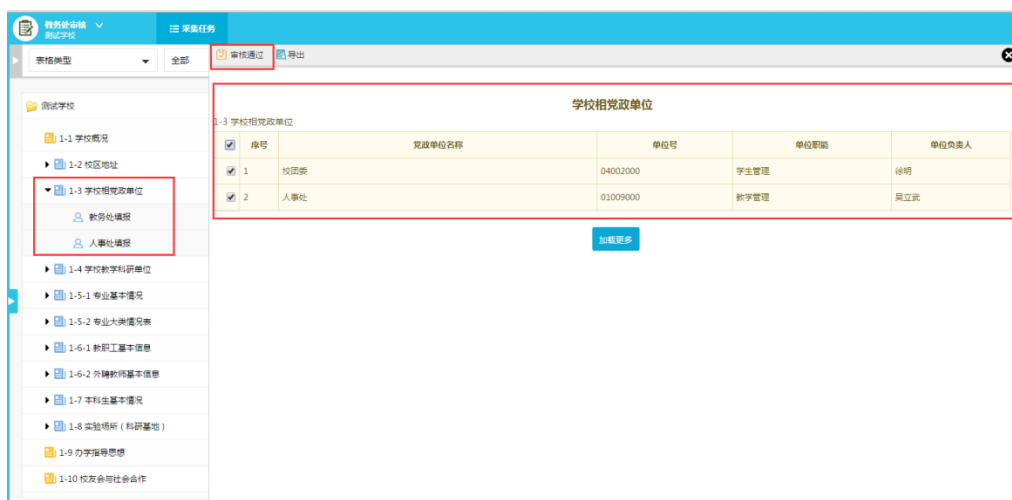 教务处审核
测试学校
采集任务
表格类型 全部
审核通过 导出
测试学校
1-1 学校概况
1-2 校区地址
1-3 学校相党政单位
教务处填报
人事处填报
1-4 学校教学科研单位
1-5-1 专业基本情况
1-5-2 专业大类情况表
1-6-1 教职工基本信息
1-6-2 外聘教师基本信息
1-7 本科生基本情况
1-8 实验场所（科研基地）
1-9 办学指导思想
1-10 校友会与社会合作
学校相党政单位
1-3 学校相党政单位
序号 党政单位名称 单位号 单位职能 单位负责人
1 校团委 04002000 学生管理 徐明
2 人事处 01009000 教学管理 吴立武
加载更多